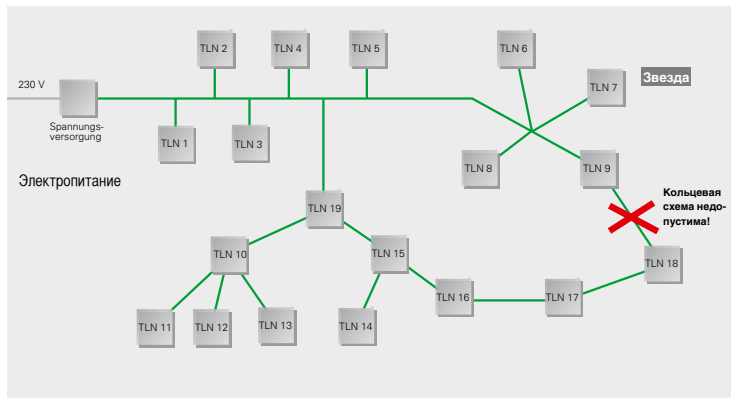 TLN 2
TLN 4
TLN 5
TLN 6
TLN 7
Звезда
230 V
Spannungs-
versorgung
TLN 1
TLN 3
TLN 8
TLN 9
Электропитание
Кольцевая
схема недо-
пустима!
TLN 19
TLN 10
TLN 15
TLN 18
TLN 16
TLN 17
TLN 11
TLN 12
TLN 13
TLN 14